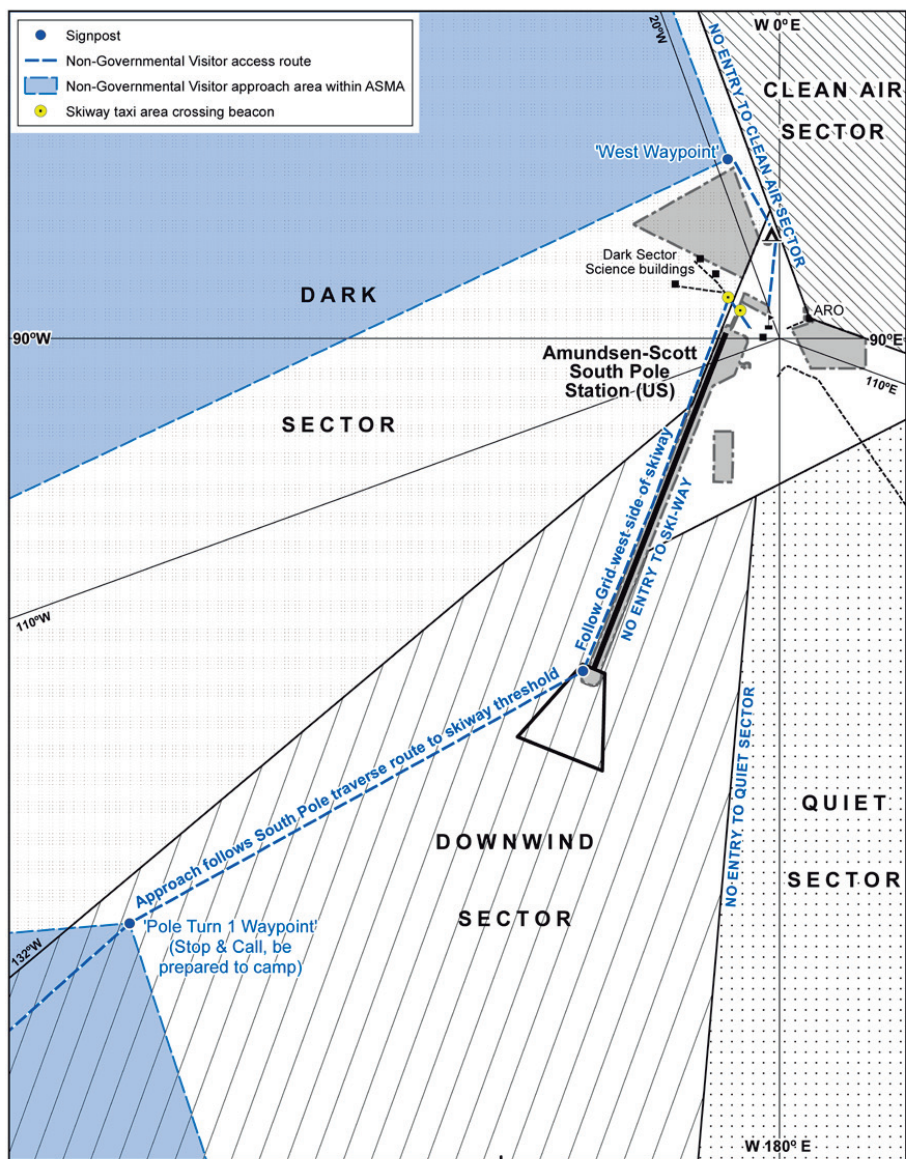 Signpost
Non-Governmental Visitor access route
Non-Governmental Visitor approach area within ASMA
Skiway taxi area crossing beacon
20ºW
W 0º E
NO ENTRY TO CLEAN AIR SECTOR
CLEAN AIR
SECTOR
'West Waypoint'
Dark Sector
Science buildings
DARK
ARO
90ºW
90ºE
Amundsen-Scott
South Pole
Station (US)
110ºE
SECTOR
Follow Grid west side of skiway
NO ENTRY TO SKI-WAY
110ºW
Approach follows South Pole traverse route to skiway threshold
NO ENTRY TO QUIET SECTOR
QUIET
DOWNWIND
SECTOR
SECTOR
'Pole Turn 1 Waypoint'
(Stop & Call, be
prepared to camp)
132ºW
W 180º E